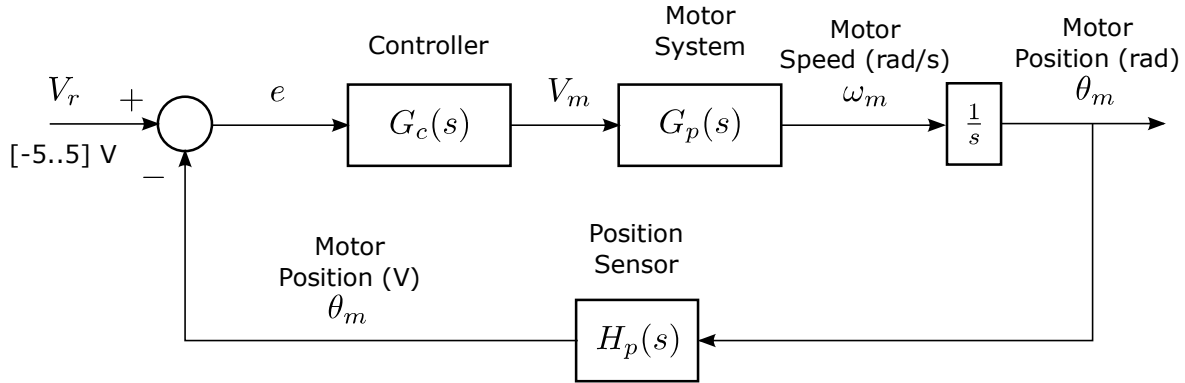 Motor
System
Motor
Speed (rad/s)
ω_m
Motor
Position (rad)
θ_m
Controller
V_r
+
e
G_c(s)
V_m
G_p(s)
1/s
[-5..5] V
−
Motor
Position (V)
θ_m
Position
Sensor
H_p(s)